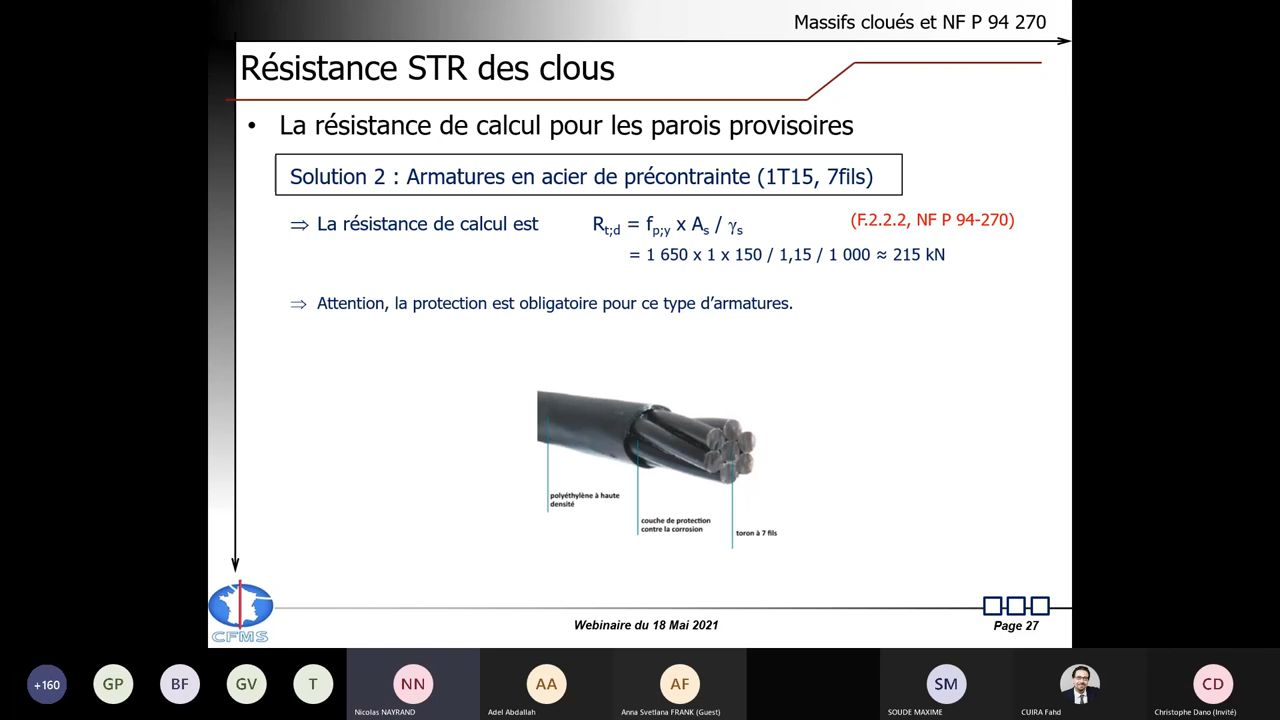 Massifs cloués et NF P 94 270
Résistance STR des clous
• La résistance de calcul pour les parois provisoires
Solution 2 : Armatures en acier de précontrainte (1T15, 7fils)
⇒ La résistance de calcul est Rt;d = fp;y x As / γs (F.2.2.2, NF P 94-270)
= 1 650 x 1 x 150 / 1,15 / 1 000 ≈ 215 kN
⇒ Attention, la protection est obligatoire pour ce type d’armatures.
polyéthylène à haute
densité
couche de protection
contre la corrosion
toron à 7 fils
CFMS
Webinaire du 18 Mai 2021
Page 27
+160 GP BF GV T NN AA AF SM CD
Nicolas NAYRAND Adel Abdallah Anna Svetlana FRANK (Guest) SOUDE MAXIME CUIRA Fahd Christophe Dano (Invité)